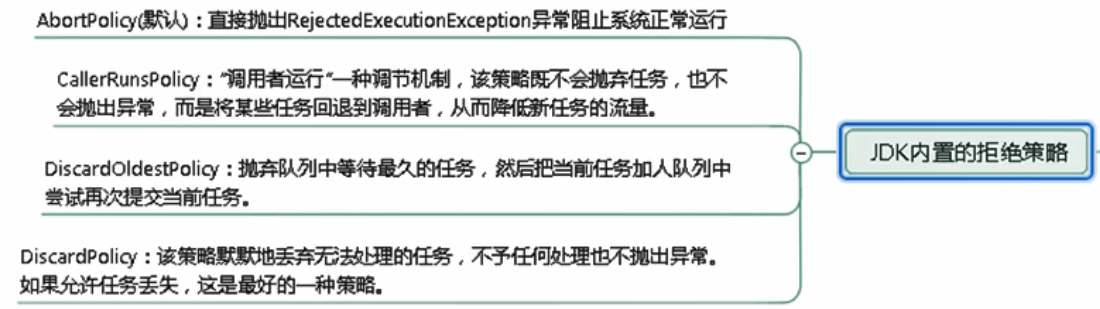 AbortPolicy(默认)：直接抛出RejectedExecutionException异常阻止系统正常运行
CallerRunsPolicy："调用者运行"一种调节机制，该策略既不会抛弃任务，也不
会抛出异常，而是将某些任务回退到调用者，从而降低新任务的流量。
DiscardOldestPolicy：抛弃队列中等待最久的任务，然后把当前任务加人队列中
尝试再次提交当前任务。
DiscardPolicy：该策略默默地丢弃无法处理的任务，不予任何处理也不抛出异常。
如果允许任务丢失，这是最好的一种策略。
JDK内置的拒绝策略